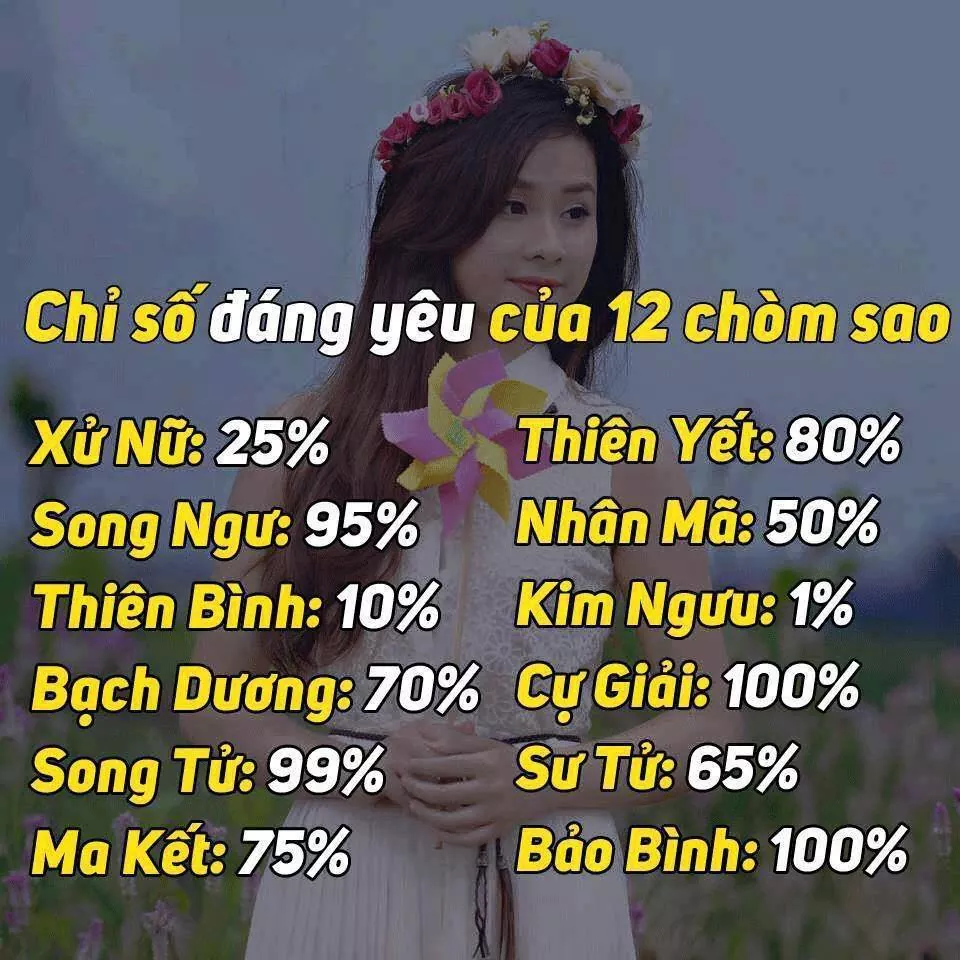 Chỉ số đáng yêu của 12 chòm sao
Xử Nữ: 25%
Song Ngư: 95%
Thiên Bình: 10%
Bạch Dương: 70%
Song Tử: 99%
Ma Kết: 75%
Thiên Yết: 80%
Nhân Mã: 50%
Kim Ngưu: 1%
Cự Giải: 100%
Sư Tử: 65%
Bảo Bình: 100%